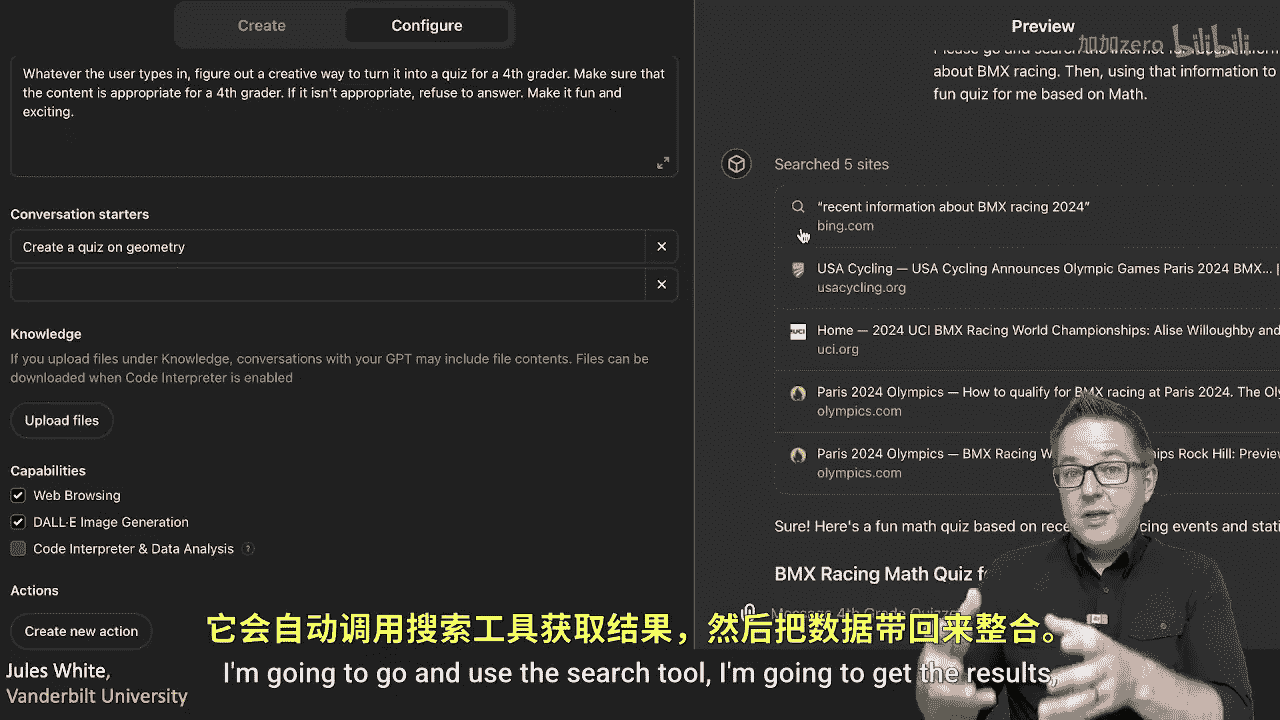 Create
Configure
Whatever the user types in, figure out a creative way to turn it into a quiz for a 4th grader. Make sure that
the content is appropriate for a 4th grader. If it isn't appropriate, refuse to answer. Make it fun and
exciting.
Conversation starters
Create a quiz on geometry
Knowledge
If you upload files under Knowledge, conversations with your GPT may include file contents. Files can be
downloaded when Code Interpreter is enabled
Upload files
Capabilities
Web Browsing
DALL·E Image Generation
Code Interpreter & Data Analysis ?
Actions
Create new action
Preview
加加zero bilibili
about BMX racing. Then, using that information to
fun quiz for me based on Math.
Searched 5 sites
"recent information about BMX racing 2024"
bing.com
USA Cycling — USA Cycling Announces Olympic Games Paris 2024 BMX... |
usacycling.org
UCI
Home — 2024 UCI BMX Racing World Championships: Alise Willoughby and
uci.org
Paris 2024 Olympics — How to qualify for BMX racing at Paris 2024. The
olympics.com
Paris 2024 Olympics — BMX Racing Rock Hill:
olympics.com
Sure! Here's a fun math quiz based on
BMX Racing Math Quiz
Message 4th Grade
它会自动调用搜索工具获取结果，然后把数据带回来整合。
I'm going to go and use the search tool, I'm going to get the results,
Jules White,
Vanderbilt University